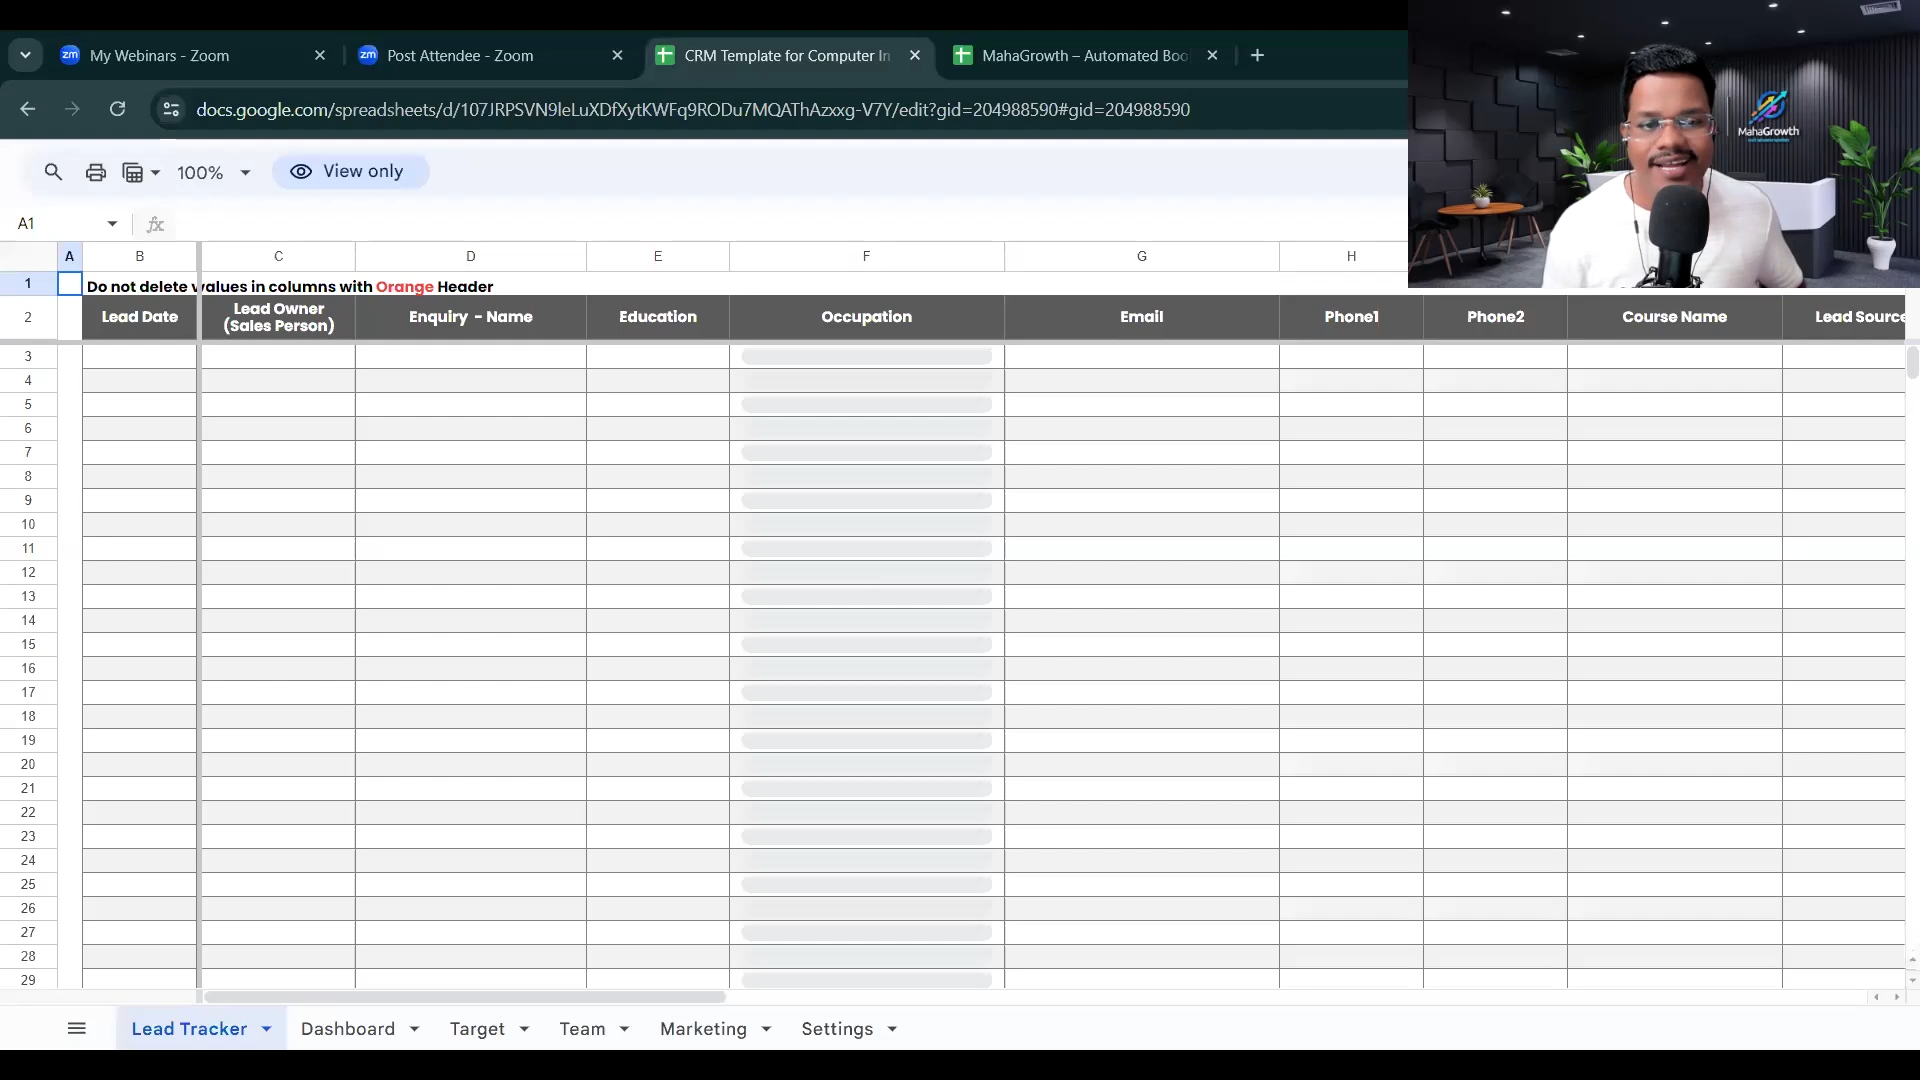 My Webinars - Zoom
Post Attendee - Zoom
CRM Template for Computer In
MahaGrowth – Automated Boo
docs.google.com/spreadsheets/d/107JRPSVN9leLuXDfXytKWFq9RODu7MQAThAzxxg-V7Y/edit?gid=204988590#gid=204988590
MahaGrowth
100%
View only
A1
fx
A B C D E F G H
1 Do not delete values in columns with Orange Header
2 Lead Date Lead Owner (Sales Person) Enquiry - Name Education Occupation Email Phone1 Phone2 Course Name Lead Source
3
4
5
6
7
8
9
10
11
12
13
14
15
16
17
18
19
20
21
22
23
24
25
26
27
28
29
Lead Tracker Dashboard Target Team Marketing Settings